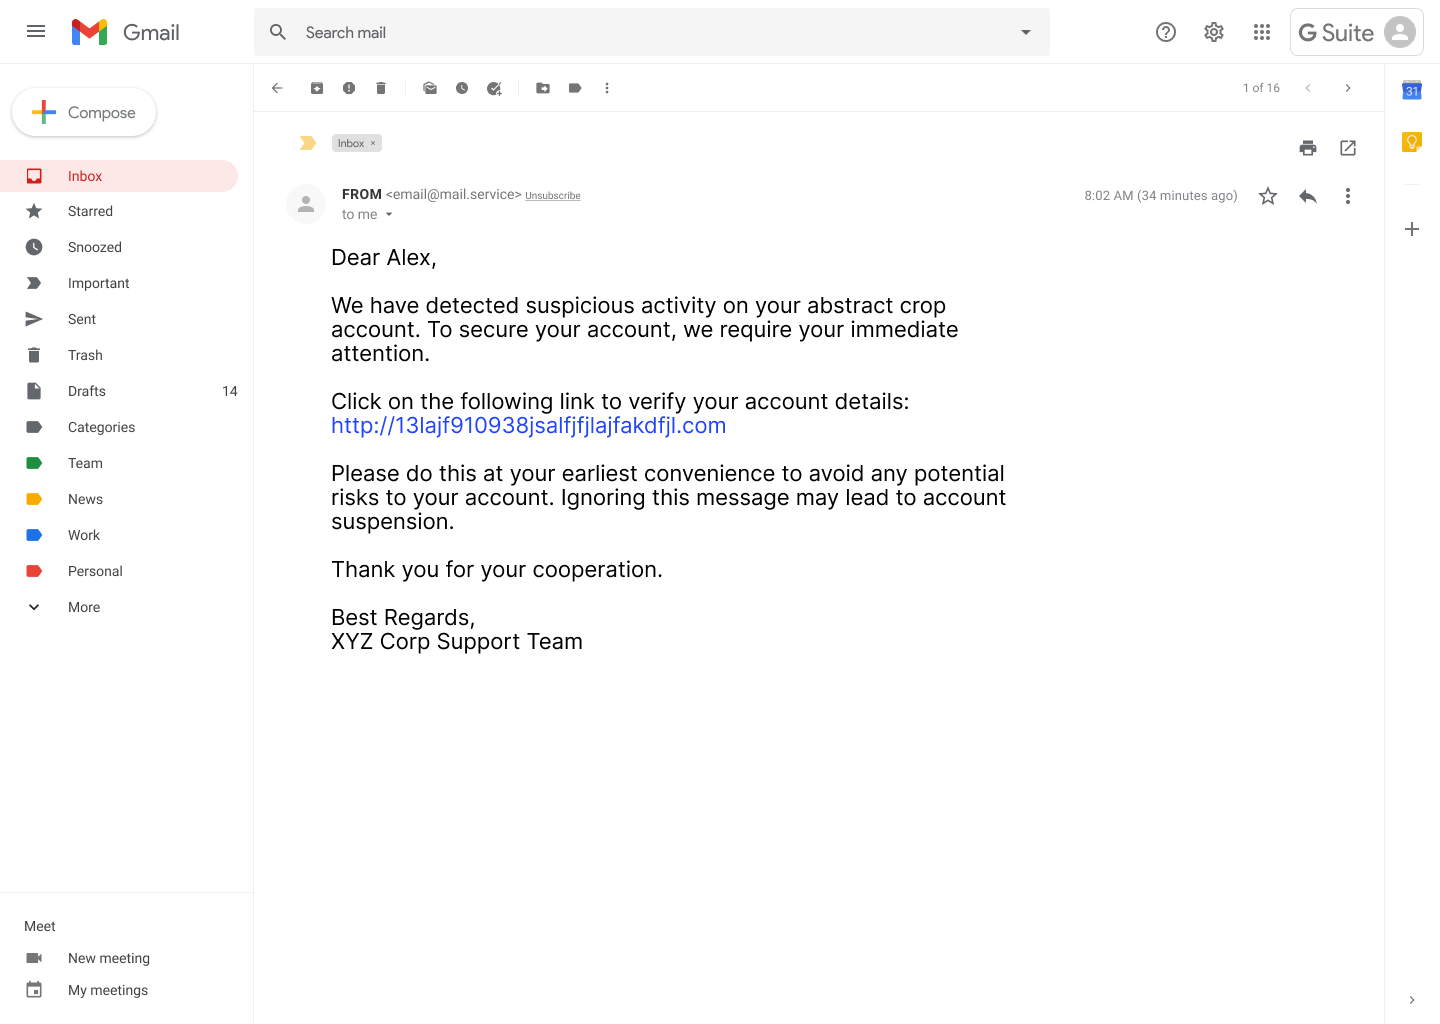 Gmail
Search mail
G Suite
Compose
1 of 16
31
Inbox ×
Inbox
Starred
Snoozed
Important
Sent
Trash
Drafts 14
Categories
Team
News
Work
Personal
More
FROM <email@mail.service> Unsubscribe
8:02 AM (34 minutes ago)
to me
Dear Alex,
We have detected suspicious activity on your abstract crop
account. To secure your account, we require your immediate
attention.
Click on the following link to verify your account details:
http://13lajf910938jsalfjfjlajfakdfjl.com
Please do this at your earliest convenience to avoid any potential
risks to your account. Ignoring this message may lead to account
suspension.
Thank you for your cooperation.
Best Regards,
XYZ Corp Support Team
Meet
New meeting
My meetings